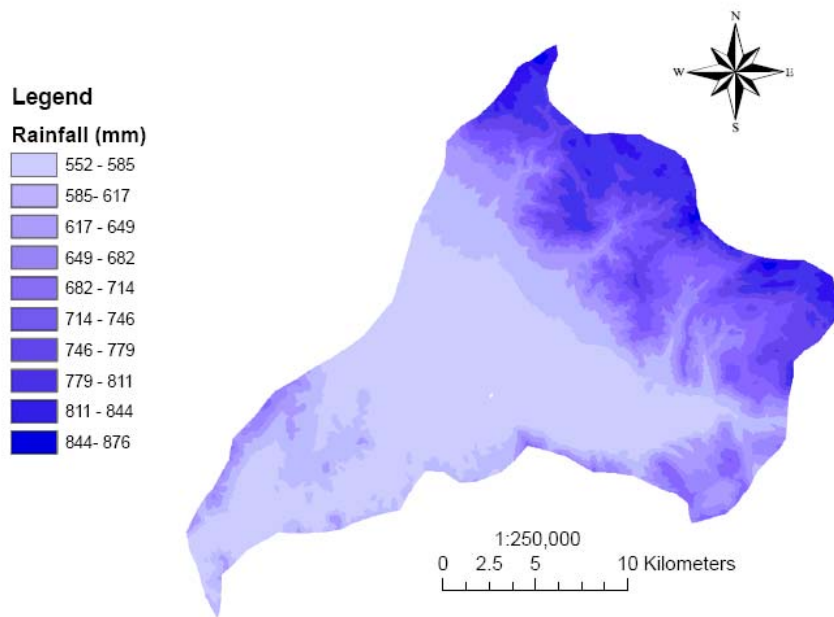 N
W E
S
Legend
Rainfall (mm)
552 - 585
585- 617
617 - 649
649 - 682
682 - 714
714 - 746
746 - 779
779 - 811
811 - 844
844- 876
1:250,000
0 2.5 5 10 Kilometers